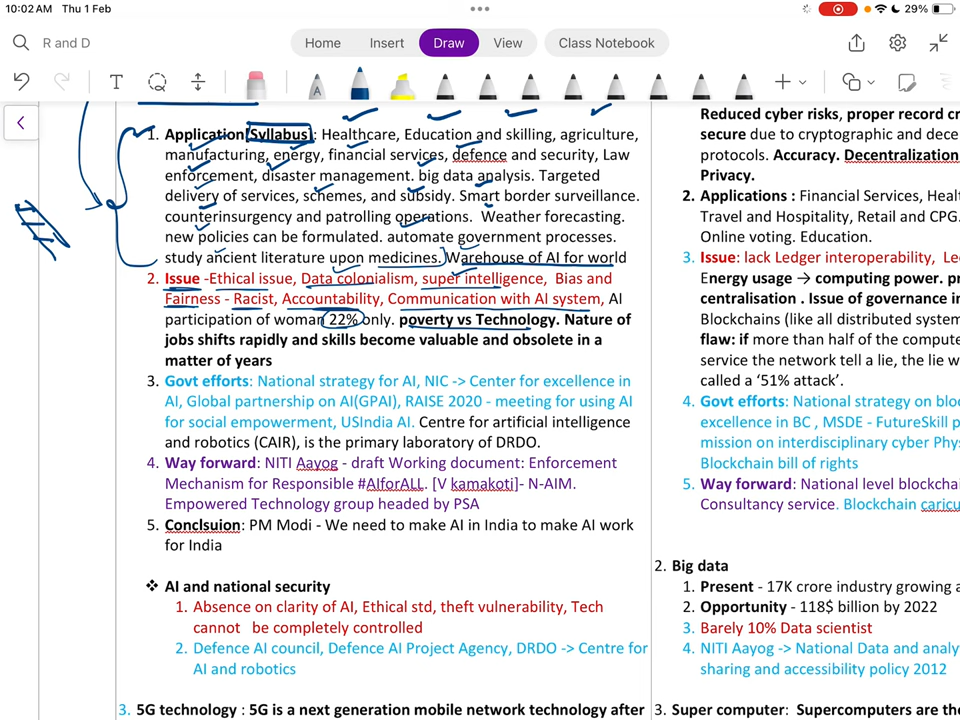 10:02 AM Thu 1 Feb
29%
R and D
Home Insert Draw View Class Notebook
1. Application [Syllabus]: Healthcare, Education and skilling, agriculture,
manufacturing, energy, financial services, defence and security, Law
enforcement, disaster management. big data analysis. Targeted
delivery of services, schemes, and subsidy. Smart border surveillance.
counterinsurgency and patrolling operations. Weather forecasting.
new policies can be formulated. automate government processes.
study ancient literature upon medicines. Warehouse of AI for world
2. Issue -Ethical issue, Data colonialism, super intelligence, Bias and
Fairness - Racist, Accountability, Communication with AI system, AI
participation of woman 22% only. poverty vs Technology. Nature of
jobs shifts rapidly and skills become valuable and obsolete in a
matter of years
3. Govt efforts: National strategy for AI, NIC -> Center for excellence in
AI, Global partnership on AI(GPAI), RAISE 2020 - meeting for using AI
for social empowerment, USIndia AI. Centre for artificial intelligence
and robotics (CAIR), is the primary laboratory of DRDO.
4. Way forward: NITI Aayog - draft Working document: Enforcement
Mechanism for Responsible #AIforALL. [V kamakoti]- N-AIM.
Empowered Technology group headed by PSA
5. Conclsuion: PM Modi - We need to make AI in India to make AI work
for India
❖ AI and national security
1. Absence on clarity of AI, Ethical std, theft vulnerability, Tech
cannot be completely controlled
2. Defence AI council, Defence AI Project Agency, DRDO -> Centre for
AI and robotics
3. 5G technology : 5G is a next generation mobile network technology after
Reduced cyber risks, proper record cr
secure due to cryptographic and dece
protocols. Accuracy. Decentralization
Privacy.
2. Applications : Financial Services, Heal
Travel and Hospitality, Retail and CPG.
Online voting. Education.
3. Issue: lack Ledger interoperability, Le
Energy usage → computing power. pr
centralisation . Issue of governance in
Blockchains (like all distributed system
flaw: if more than half of the compute
service the network tell a lie, the lie w
called a ‘51% attack’.
4. Govt efforts: National strategy on bloc
excellence in BC , MSDE - FutureSkill p
mission on interdisciplinary cyber Phys
Blockchain bill of rights
5. Way forward: National level blockchai
Consultancy service. Blockchain caricu
2. Big data
1. Present - 17K crore industry growing a
2. Opportunity - 118$ billion by 2022
3. Barely 10% Data scientist
4. NITI Aayog -> National Data and analy
sharing and accessibility policy 2012
3. Super computer: Supercomputers are the